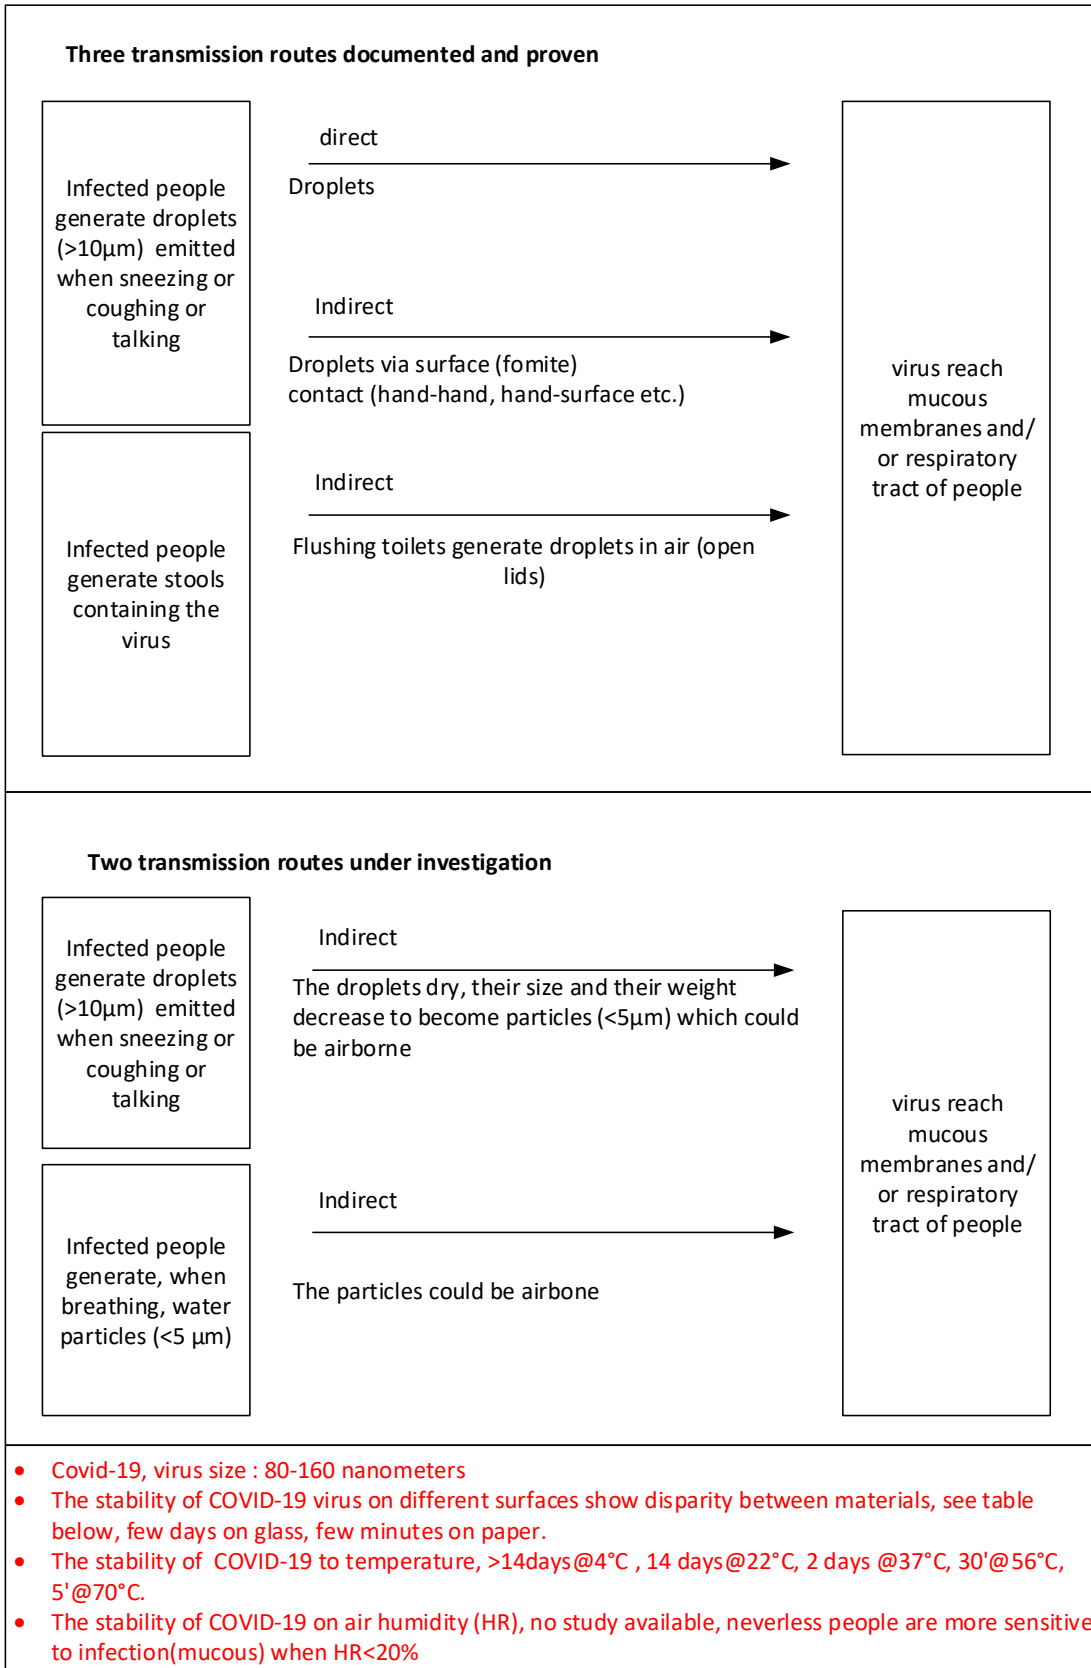 Three transmission routes documented and proven
Infected people
generate droplets
(>10µm) emitted
when sneezing or
coughing or
talking
direct
Droplets
Indirect
Droplets via surface (fomite)
contact (hand-hand, hand-surface etc.)
Infected people
generate stools
containing the
virus
Indirect
Flushing toilets generate droplets in air (open
lids)
virus reach
mucous
membranes and/
or respiratory
tract of people
Two transmission routes under investigation
Infected people
generate droplets
(>10µm) emitted
when sneezing or
coughing or
talking
Indirect
The droplets dry, their size and their weight
decrease to become particles (<5µm) which could
be airborne
Infected people
generate, when
breathing, water
particles (<5 µm)
Indirect
The particles could be airbone
virus reach
mucous
membranes and/
or respiratory
tract of people
• Covid-19, virus size : 80-160 nanometers
• The stability of COVID-19 virus on different surfaces show disparity between materials, see table
below, few days on glass, few minutes on paper.
• The stability of COVID-19 to temperature, >14days@4°C , 14 days@22°C, 2 days @37°C, 30'@56°C,
5'@70°C.
• The stability of COVID-19 on air humidity (HR), no study available, neverless people are more sensitive
to infection(mucous) when HR<20%